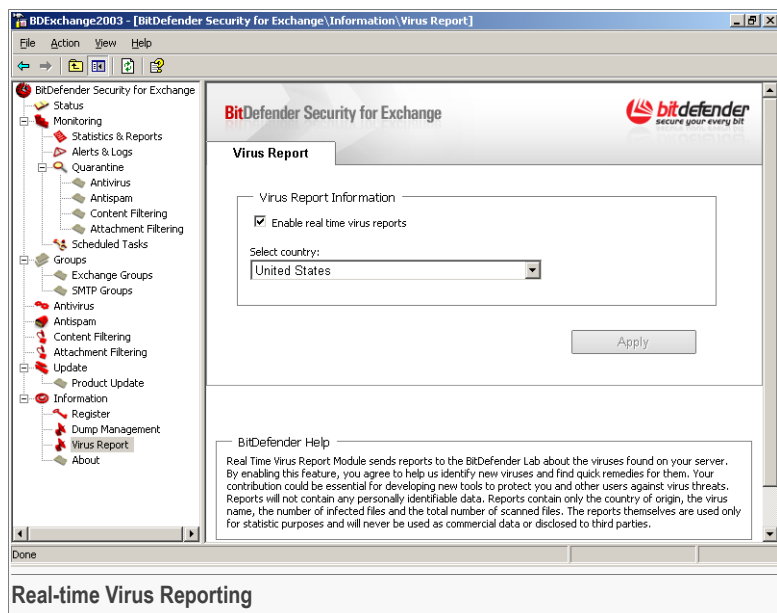 BDExchange2003 - [BitDefender Security for Exchange\Information\Virus Report]
File Action View Help
BitDefender Security for Exchange
Status
Monitoring
Statistics & Reports
Alerts & Logs
Quarantine
Antivirus
Antispam
Content Filtering
Attachment Filtering
Scheduled Tasks
Groups
Exchange Groups
SMTP Groups
Antivirus
Antispam
Content Filtering
Attachment Filtering
Update
Product Update
Information
Register
Dump Management
Virus Report
About
BitDefender Security for Exchange
bitdefender
secure your every bit
Virus Report
Virus Report Information
Enable real time virus reports
Select country:
United States
Apply
BitDefender Help
Real Time Virus Report Module sends reports to the BitDefender Lab about the viruses found on your server.
By enabling this feature, you agree to help us identify new viruses and find quick remedies for them. Your
contribution could be essential for developing new tools to protect you and other users against virus threats.
Reports will not contain any personally identifiable data. Reports contain only the country of origin, the virus
name, the number of infected files and the total number of scanned files. The reports themselves are used only
for statistic purposes and will never be used as commercial data or disclosed to third parties.
Done
Real-time Virus Reporting